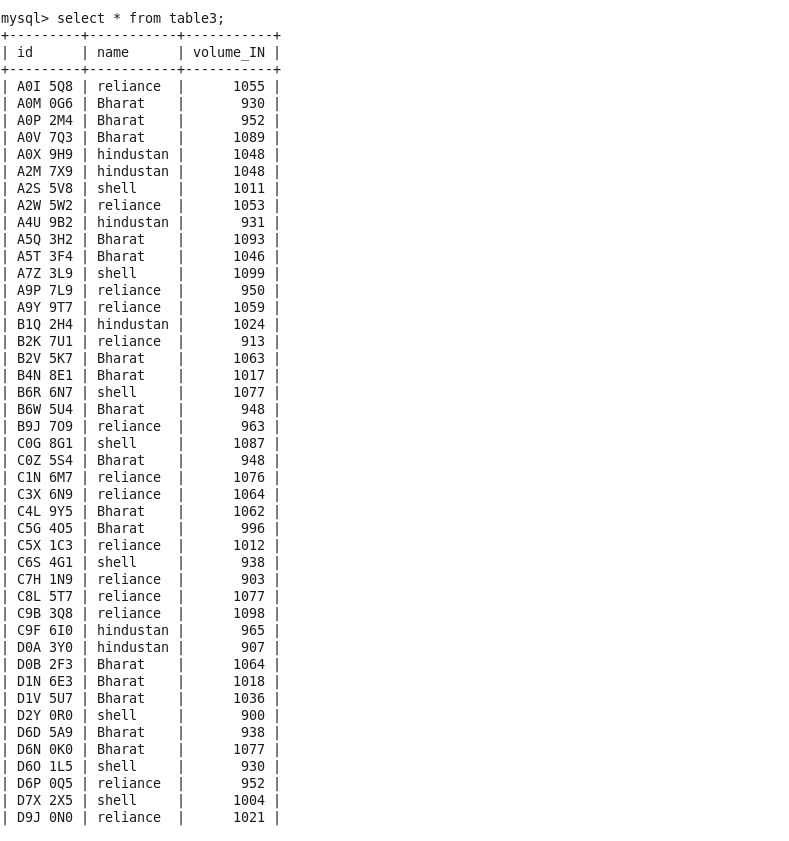 mysql> select * from table3;
+---------+-----------+-----------+
| id      | name      | volume_IN |
+---------+-----------+-----------+
| A0I 5Q8 | reliance  |      1055 |
| A0M 0G6 | Bharat    |       930 |
| A0P 2M4 | Bharat    |       952 |
| A0V 7Q3 | Bharat    |      1089 |
| A0X 9H9 | hindustan |      1048 |
| A2M 7X9 | hindustan |      1048 |
| A2S 5V8 | shell     |      1011 |
| A2W 5W2 | reliance  |      1053 |
| A4U 9B2 | hindustan |       931 |
| A5Q 3H2 | Bharat    |      1093 |
| A5T 3F4 | Bharat    |      1046 |
| A7Z 3L9 | shell     |      1099 |
| A9P 7L9 | reliance  |       950 |
| A9Y 9T7 | reliance  |      1059 |
| B1Q 2H4 | hindustan |      1024 |
| B2K 7U1 | reliance  |       913 |
| B2V 5K7 | Bharat    |      1063 |
| B4N 8E1 | Bharat    |      1017 |
| B6R 6N7 | shell     |      1077 |
| B6W 5U4 | Bharat    |       948 |
| B9J 7O9 | reliance  |       963 |
| C0G 8G1 | shell     |      1087 |
| C0Z 5S4 | Bharat    |       948 |
| C1N 6M7 | reliance  |      1076 |
| C3X 6N9 | reliance  |      1064 |
| C4L 9Y5 | Bharat    |      1062 |
| C5G 4O5 | Bharat    |       996 |
| C5X 1C3 | reliance  |      1012 |
| C6S 4G1 | shell     |       938 |
| C7H 1N9 | reliance  |       903 |
| C8L 5T7 | reliance  |      1077 |
| C9B 3Q8 | reliance  |      1098 |
| C9F 6I0 | hindustan |       965 |
| D0A 3Y0 | hindustan |       907 |
| D0B 2F3 | Bharat    |      1064 |
| D1N 6E3 | Bharat    |      1018 |
| D1V 5U7 | Bharat    |      1036 |
| D2Y 0R0 | shell     |       900 |
| D6D 5A9 | Bharat    |       938 |
| D6N 0K0 | Bharat    |      1077 |
| D6O 1L5 | shell     |       930 |
| D6P 0Q5 | reliance  |       952 |
| D7X 2X5 | shell     |      1004 |
| D9J 0N0 | reliance  |      1021 |